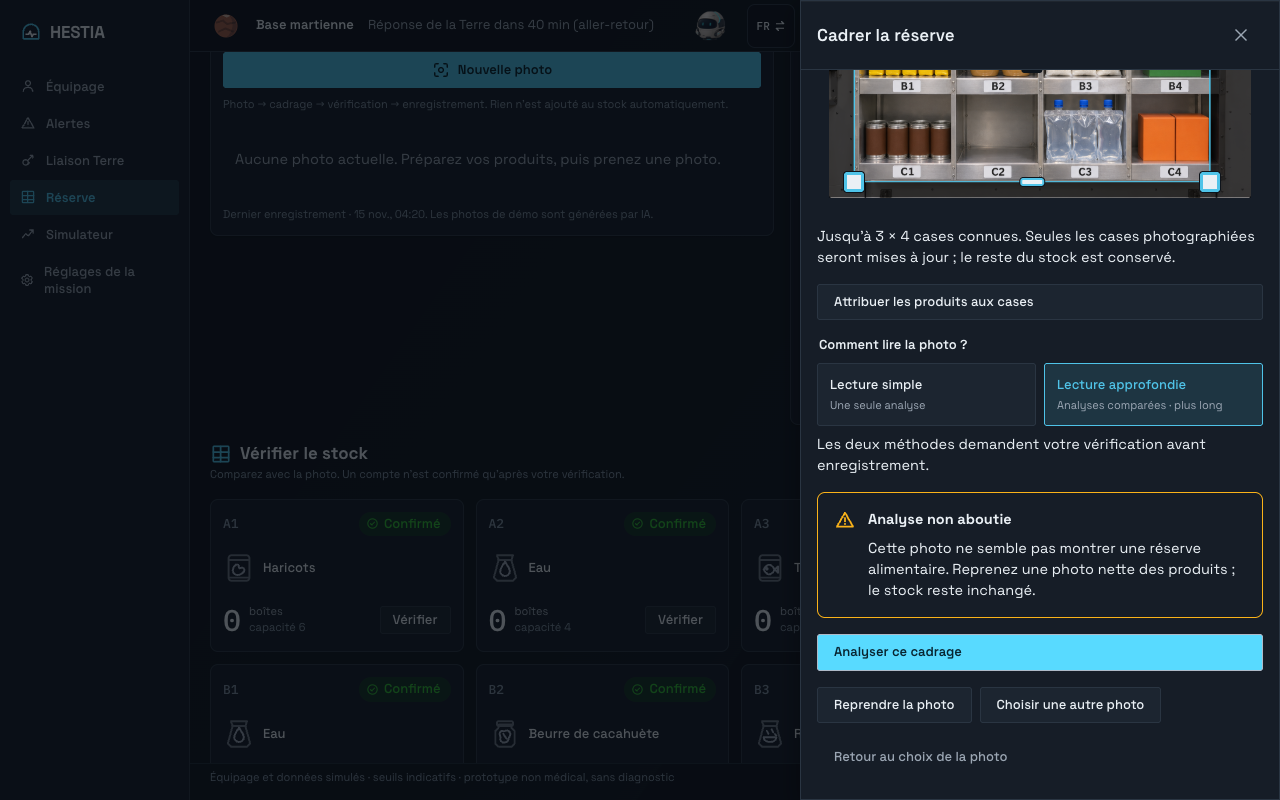 HESTIA
Équipage
Alertes
Liaison Terre
Réserve
Simulateur
Réglages de la
mission
Base martienne
Réponse de la Terre dans 40 min (aller-retour)
FR
Nouvelle photo
Photo → cadrage → vérification → enregistrement. Rien n'est ajouté au stock automatiquement.
Aucune photo actuelle. Préparez vos produits, puis prenez une photo.
Dernier enregistrement · 15 nov., 04:20. Les photos de démo sont générées par IA.
Vérifier le stock
Comparez avec la photo. Un compte n'est confirmé qu'après votre vérification.
A1
Confirmé
Haricots
0
boîtes
capacité 6
Vérifier
A2
Confirmé
Eau
0
boîtes
capacité 4
Vérifier
A3
T
0
boîtes
B1
Confirmé
Eau
B2
Confirmé
Beurre de cacahuète
B3
Équipage et données simulés · seuils indicatifs · prototype non médical, sans diagnostic
Cadrer la réserve
B1
B2
B3
B4
C1
C2
C3
C4
Jusqu'à 3 × 4 cases connues. Seules les cases photographiées
seront mises à jour ; le reste du stock est conservé.
Attribuer les produits aux cases
Comment lire la photo ?
Lecture simple
Une seule analyse
Lecture approfondie
Analyses comparées · plus long
Les deux méthodes demandent votre vérification avant
enregistrement.
Analyse non aboutie
Cette photo ne semble pas montrer une réserve
alimentaire. Reprenez une photo nette des produits ;
le stock reste inchangé.
Analyser ce cadrage
Reprendre la photo
Choisir une autre photo
Retour au choix de la photo